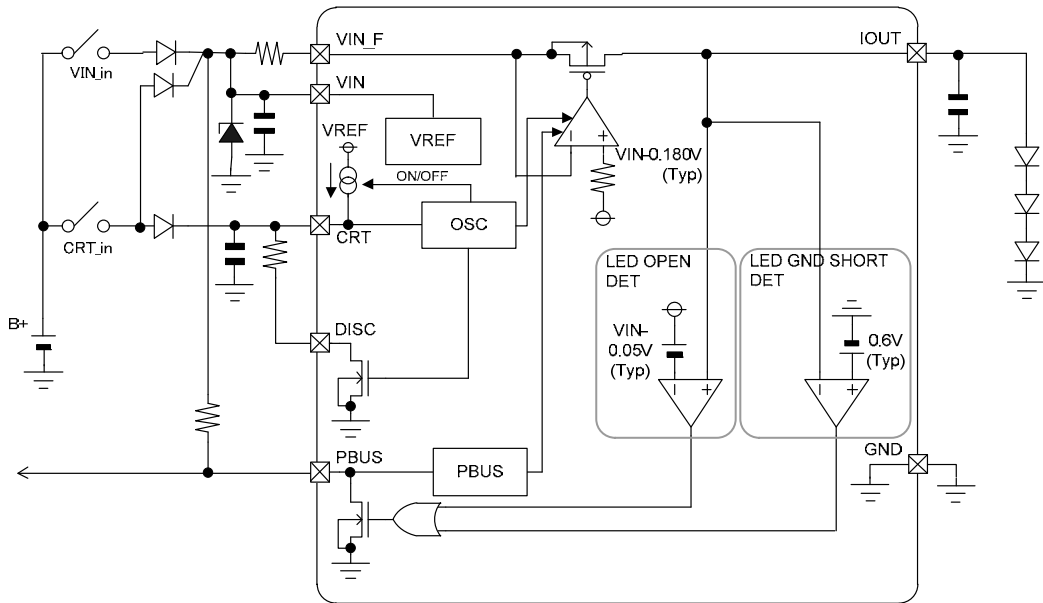 VIN_F
IOUT
VIN_in
VIN
VREF
VREF
VIN−0.180V
(Typ)
ON/OFF
OSC
CRT
CRT_in
LED OPEN
DET
LED GND SHORT
DET
B+
DISC
VIN−
0.05V
(Typ)
0.6V
(Typ)
GND
PBUS
PBUS